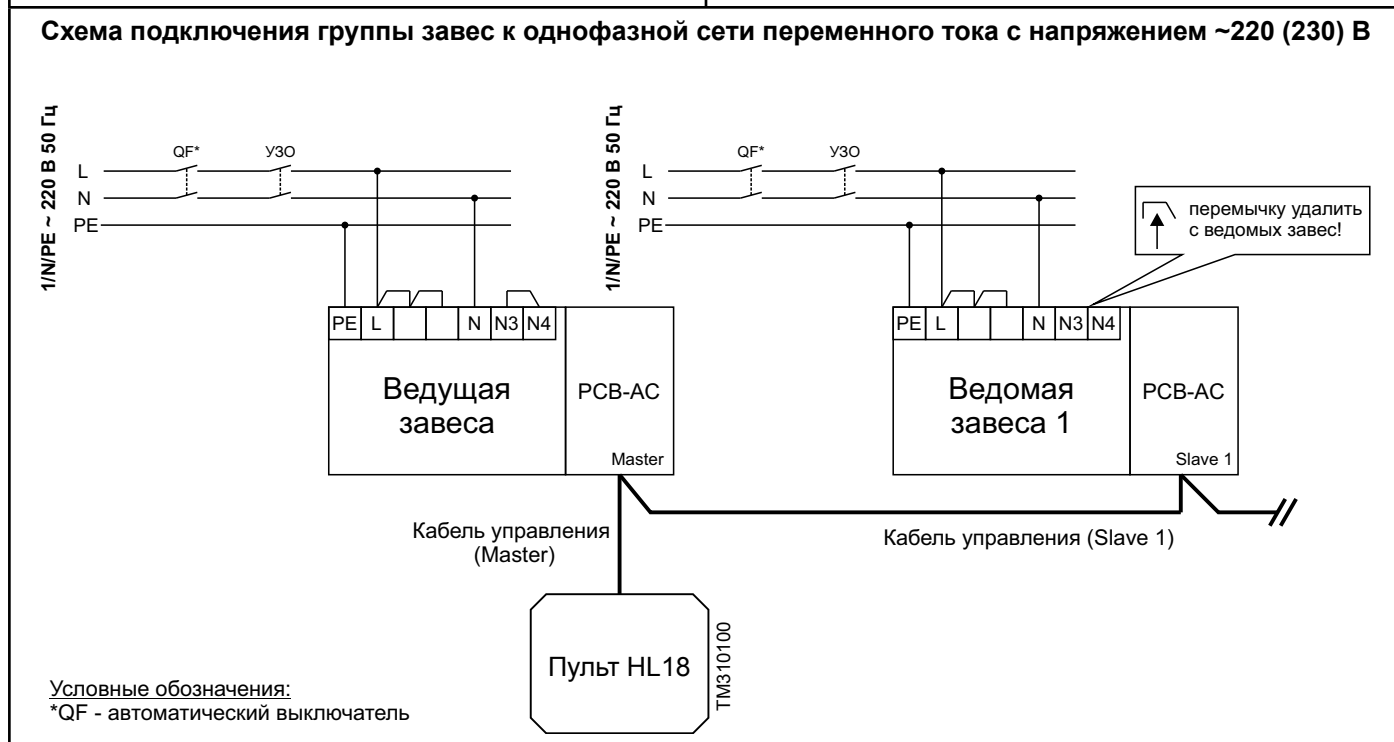 Схема подключения группы завес к однофазной сети переменного тока с напряжением ~220 (230) В
1/N/PE ~ 220 В 50 Гц
QF*
УЗО
L
N
PE
1/N/PE ~ 220 В 50 Гц
QF*
УЗО
L
N
PE
перемычку удалить
с ведомых завес!
PE L N N3 N4
Ведущая
завеса
PCB-AC
Master
PE L N N3 N4
Ведомая
завеса 1
PCB-AC
Slave 1
Кабель управления
(Master)
Кабель управления (Slave 1)
Пульт HL18
TM310100
Условные обозначения:
*QF - автоматический выключатель